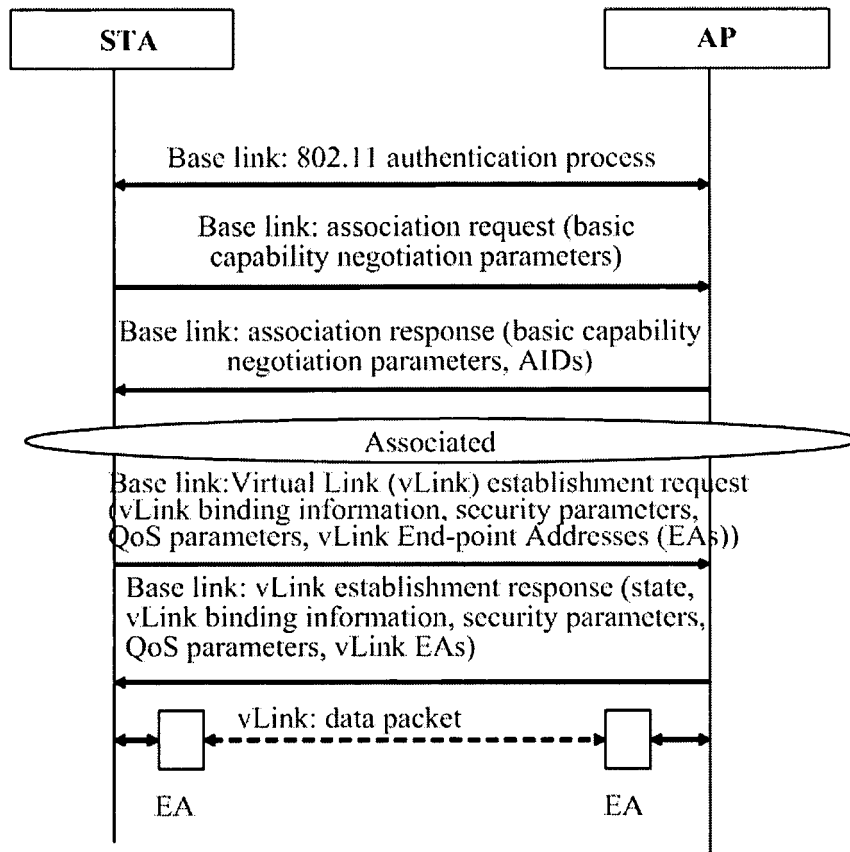 STA
AP
Base link: 802.11 authentication process
Base link: association request (basic
capability negotiation parameters)
Base link: association response (basic capability
negotiation parameters, AIDs)
Associated
Base link:Virtual Link (vLink) establishment request
(vLink binding information, security parameters,
QoS parameters, vLink End-point Addresses (EAs))
Base link: vLink establishment response (state,
vLink binding information, security parameters,
QoS parameters, vLink EAs)
vLink: data packet
EA
EA